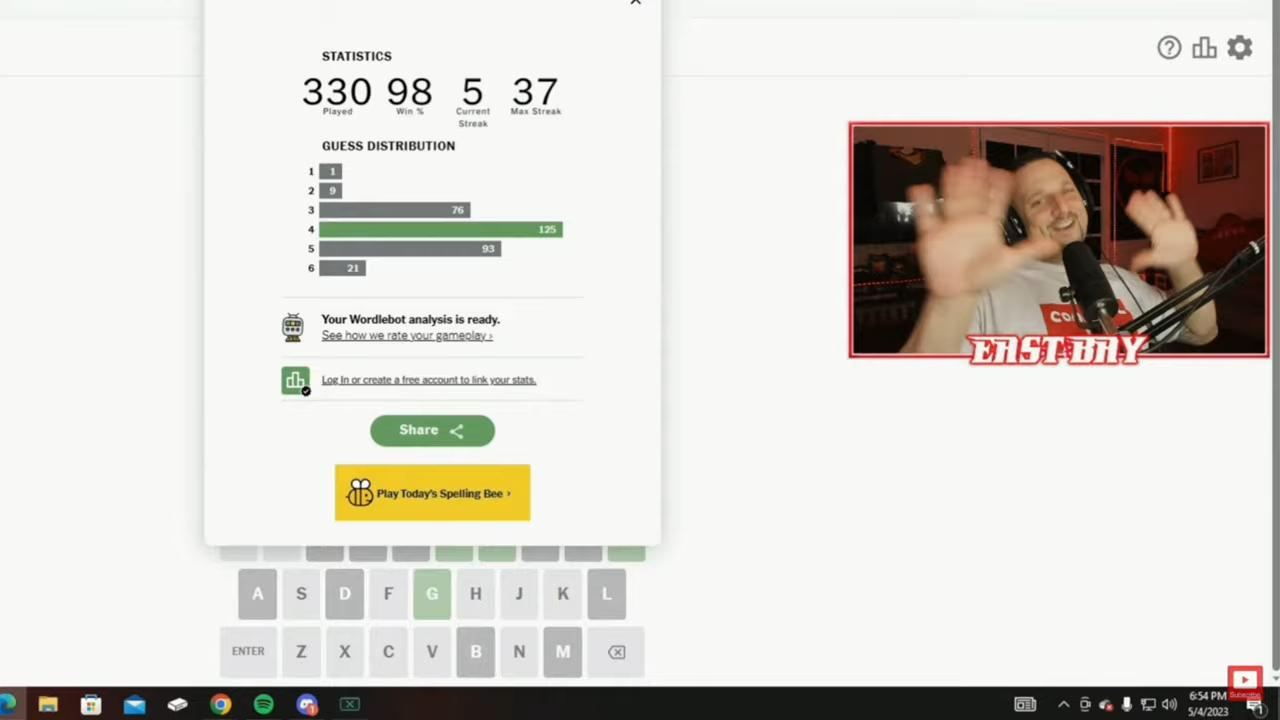 STATISTICS
330 98 5 37
Played Win % Current Streak Max Streak
GUESS DISTRIBUTION
1 1
2 9
3 76
4 125
5 93
6 21
Your Wordlebot analysis is ready.
See how we rate your gameplay ›
Log In or create a free account to link your stats.
Share
Play Today's Spelling Bee ›
EAST BAY
A S D F G H J K L
ENTER Z X C V B N M
Subscribe
6:54 PM
5/4/2023